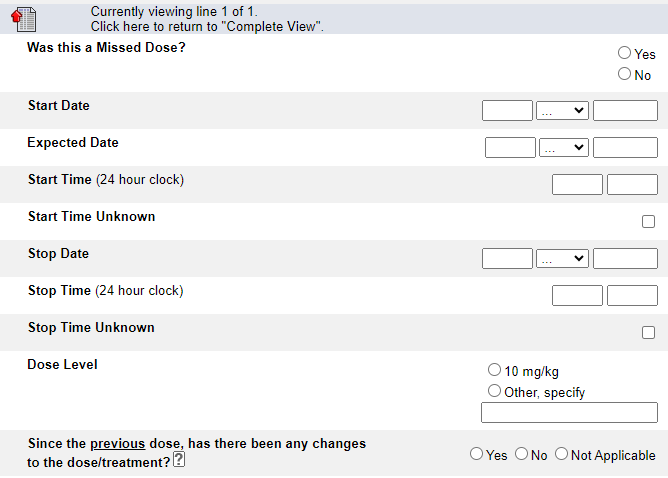 Currently viewing line 1 of 1.
Click here to return to "Complete View".
Was this a Missed Dose?
Yes
No
Start Date
...
Expected Date
...
Start Time (24 hour clock)
Start Time Unknown
Stop Date
...
Stop Time (24 hour clock)
Stop Time Unknown
Dose Level
10 mg/kg
Other, specify
Since the previous dose, has there been any changes
to the dose/treatment? ?
Yes No Not Applicable